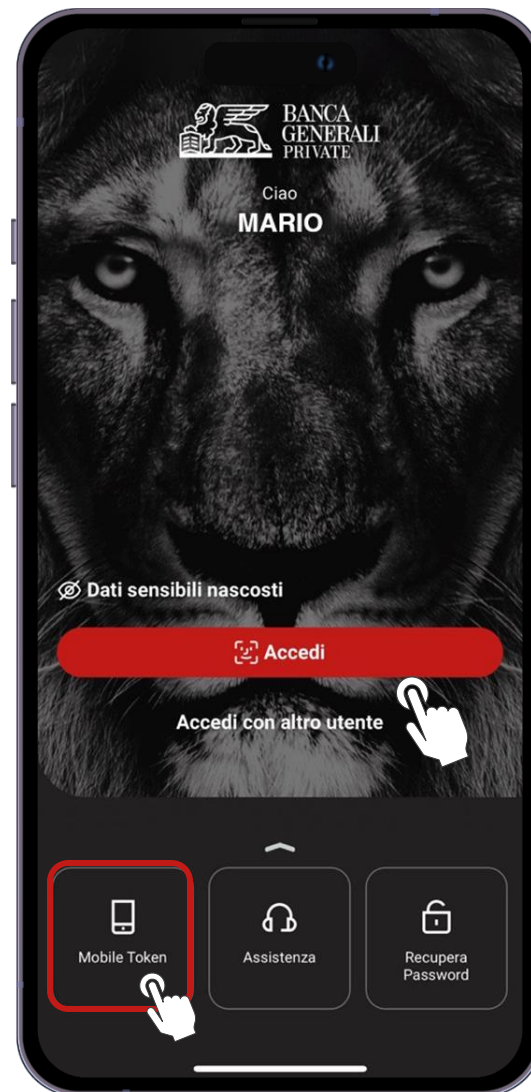 BANCA
GENERALI
PRIVATE
Ciao
MARIO
Dati sensibili nascosti
Accedi
Accedi con altro utente
Mobile Token
Assistenza
Recupera
Password